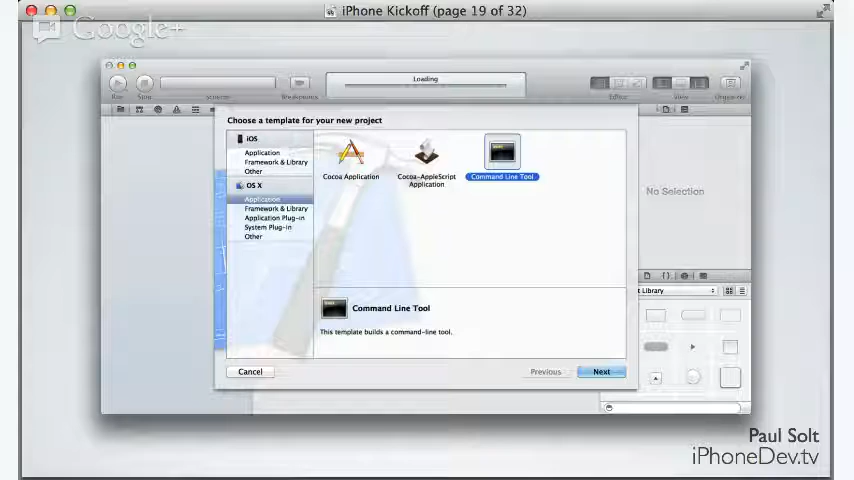 iPhone Kickoff (page 19 of 32)
Google+
Loading
Run
Stop
Scheme
Breakpoints
Editor
View
Organizer
Choose a template for your new project
iOS
Application
Framework & Library
Other
OS X
Application
Framework & Library
Application Plug-in
System Plug-in
Other
Cocoa Application
Cocoa-AppleScript
Application
Command Line Tool
No Selection
Command Line Tool
This template builds a command-line tool.
t Library
Cancel
Previous
Next
Paul Solt
iPhoneDev.tv